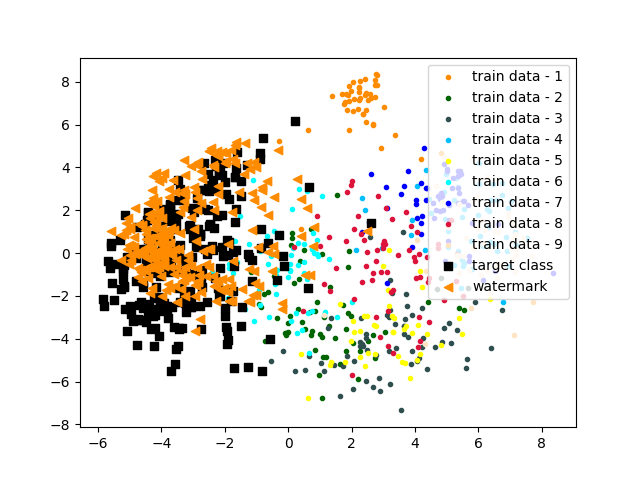 8
6
4
2
0
−2
−4
−6
−8
−6
−4
−2
0
2
4
6
8
train data - 1
train data - 2
train data - 3
train data - 4
train data - 5
train data - 6
train data - 7
train data - 8
train data - 9
target class
watermark